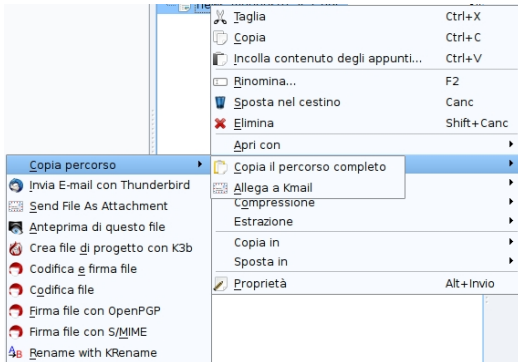 Taglia Ctrl+X
Copia Ctrl+C
Incolla contenuto degli appunti... Ctrl+V
Rinomina... F2
Sposta nel cestino Canc
Elimina Shift+Canc
Apri con
Copia percorso
Copia il percorso completo
Invia E-mail con Thunderbird
Allega a Kmail
Send File As Attachment
Compressione
Anteprima di questo file
Estrazione
Crea file di progetto con K3b
Copia in
Codifica e firma file
Sposta in
Codifica file
Proprietà Alt+Invio
Firma file con OpenPGP
Firma file con S/MIME
Rename with KRename